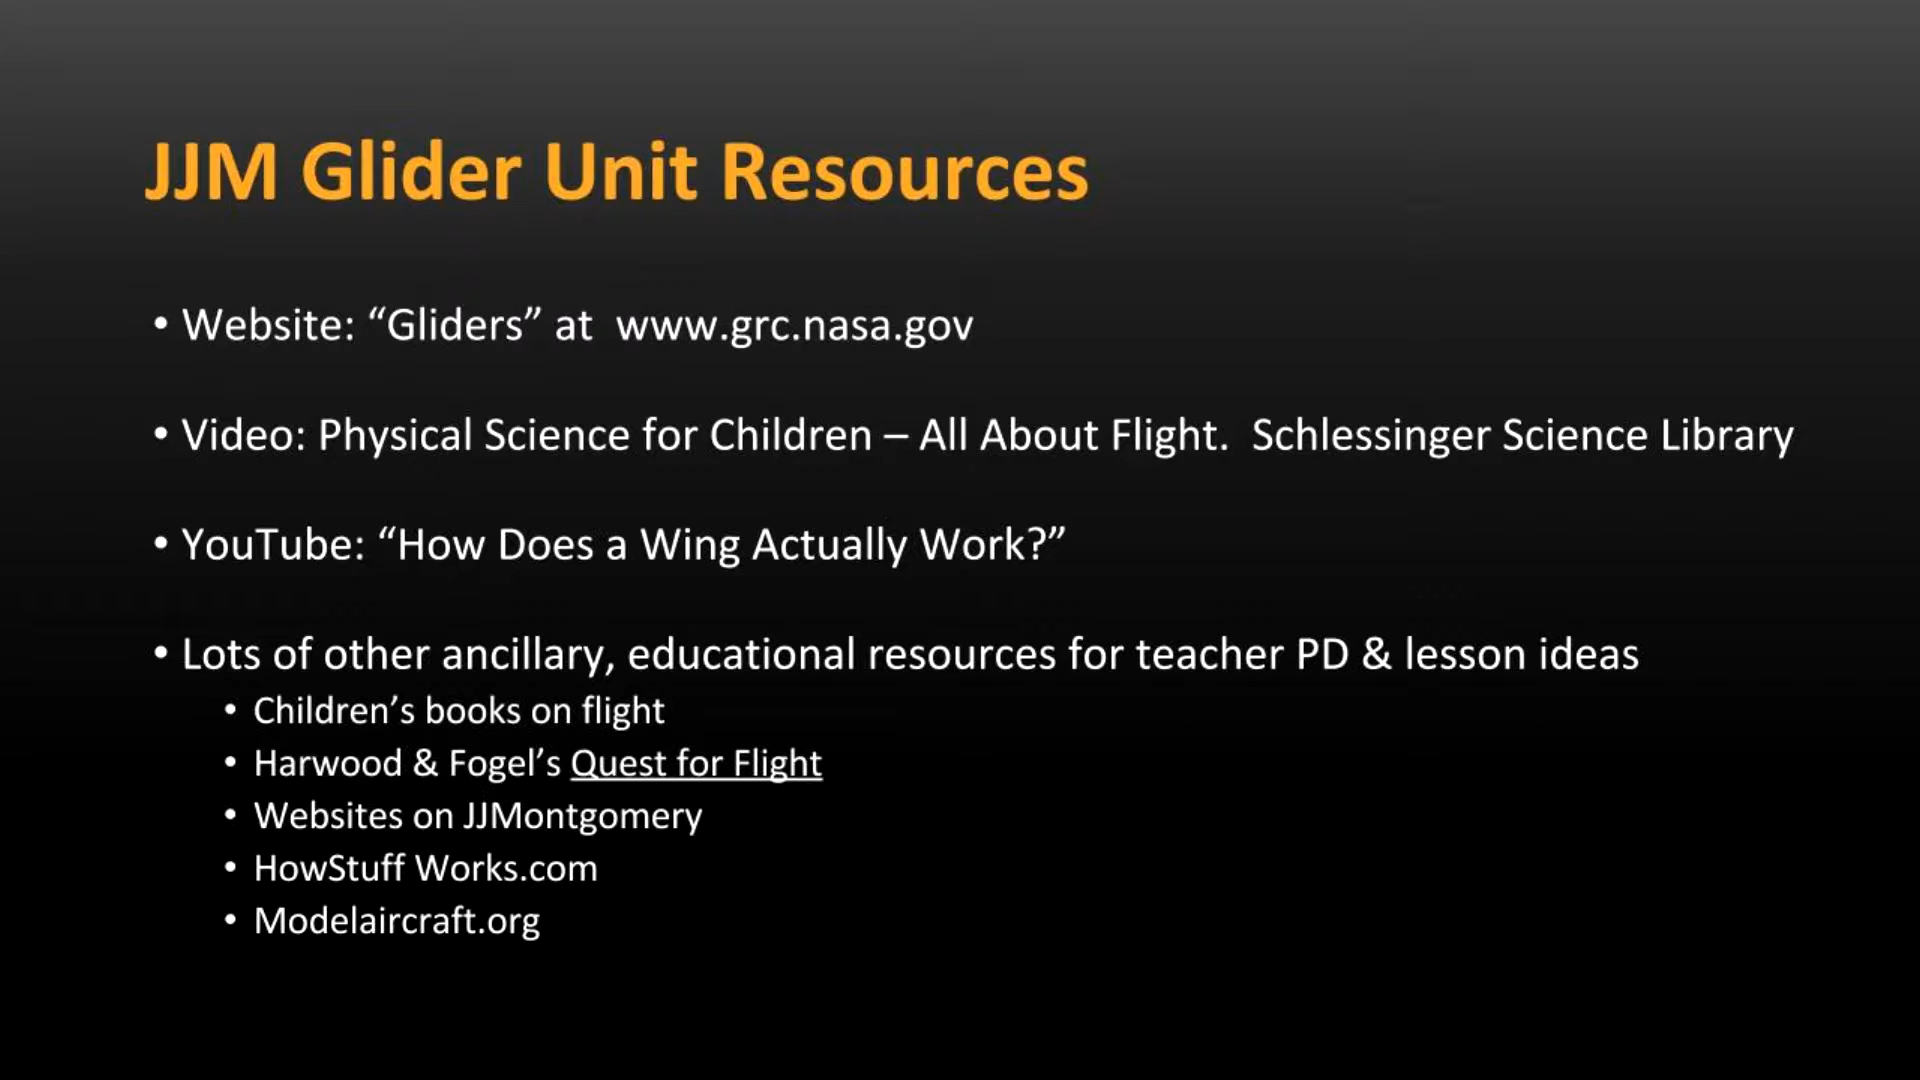 JJM Glider Unit Resources
• Website: “Gliders” at  www.grc.nasa.gov
• Video: Physical Science for Children – All About Flight.  Schlessinger Science Library
• YouTube: “How Does a Wing Actually Work?”
• Lots of other ancillary, educational resources for teacher PD & lesson ideas
• Children’s books on flight
• Harwood & Fogel’s Quest for Flight
• Websites on JJMontgomery
• HowStuff Works.com
• Modelaircraft.org